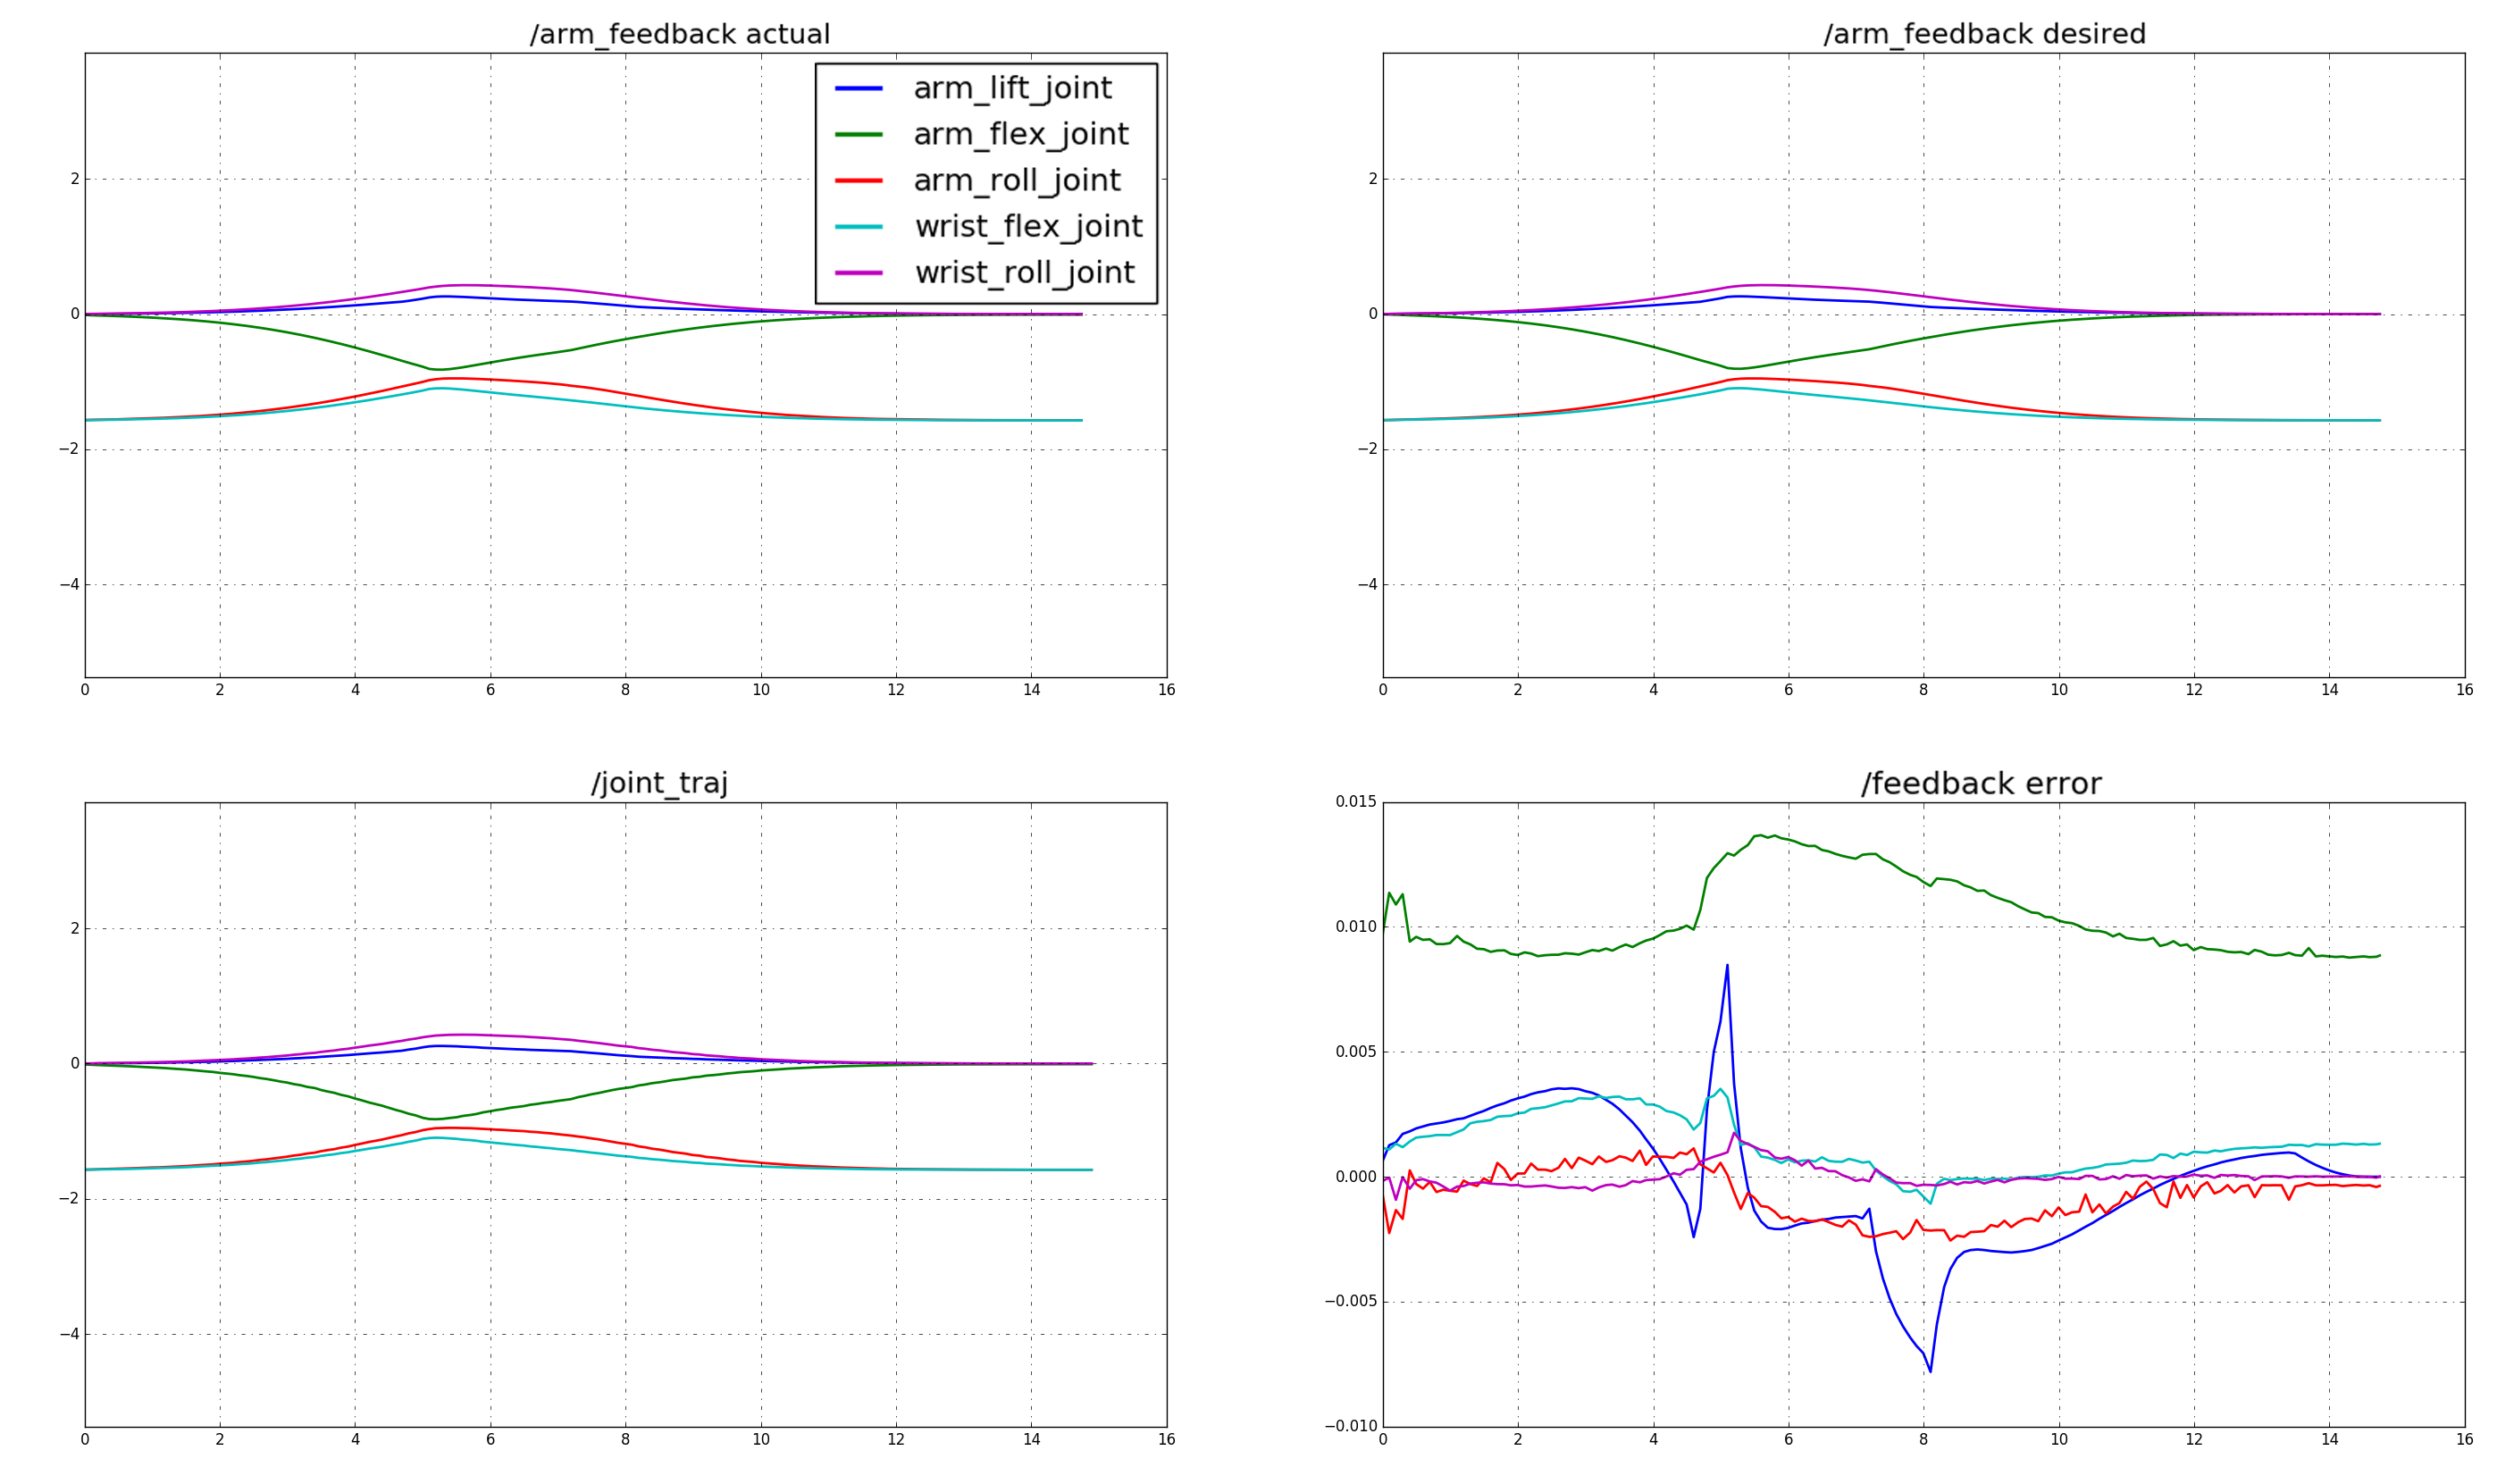 /arm_feedback actual
arm_lift_joint
arm_flex_joint
arm_roll_joint
wrist_flex_joint
wrist_roll_joint
2
0
−2
−4
0 2 4 6 8 10 12 14 16
/arm_feedback desired
2
0
−2
−4
0 2 4 6 8 10 12 14 16
/joint_traj
2
0
−2
−4
0 2 4 6 8 10 12 14 16
/feedback error
0.015
0.010
0.005
0.000
−0.005
−0.010
0 2 4 6 8 10 12 14 16